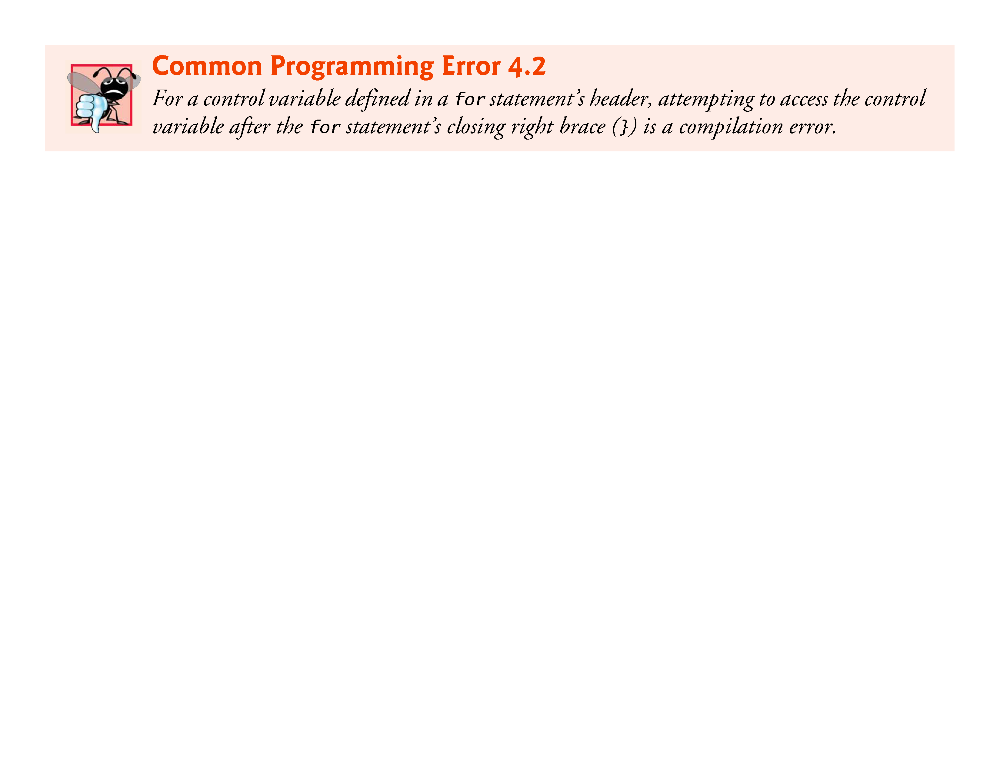 Common Programming Error 4.2
For a control variable defined in a for statement’s header, attempting to access the control
variable after the for statement’s closing right brace (}) is a compilation error.